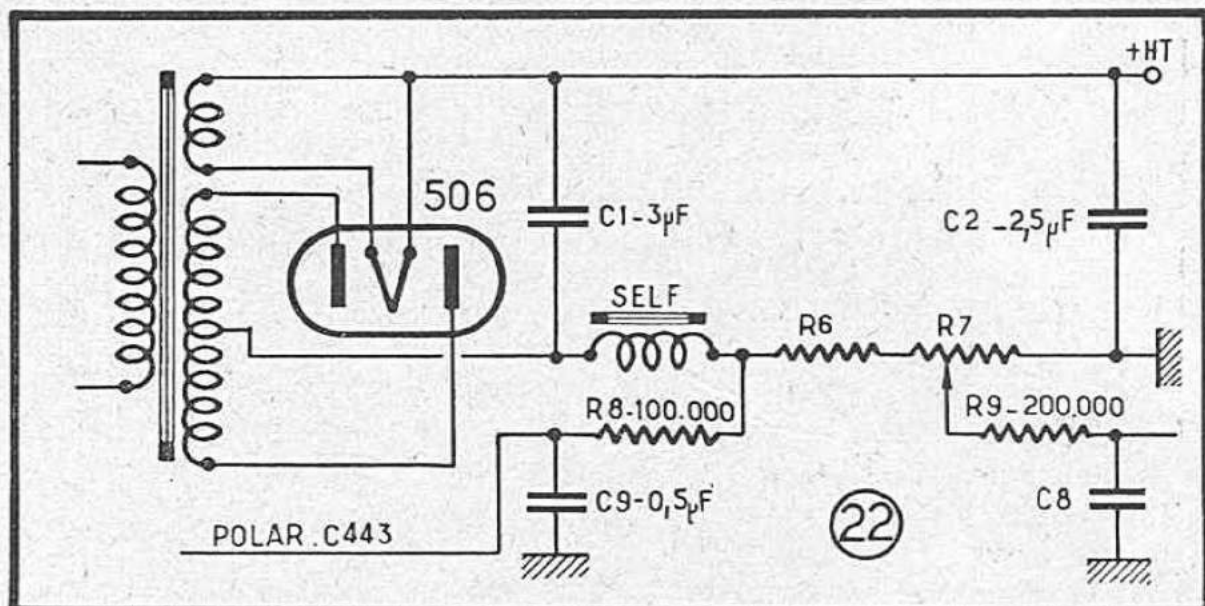 +HT
506
C1-3µF
C2-2,5µF
SELF
R6
R7
R8-100.000
R9-200.000
C9-0,5µF
C8
POLAR.C443
22